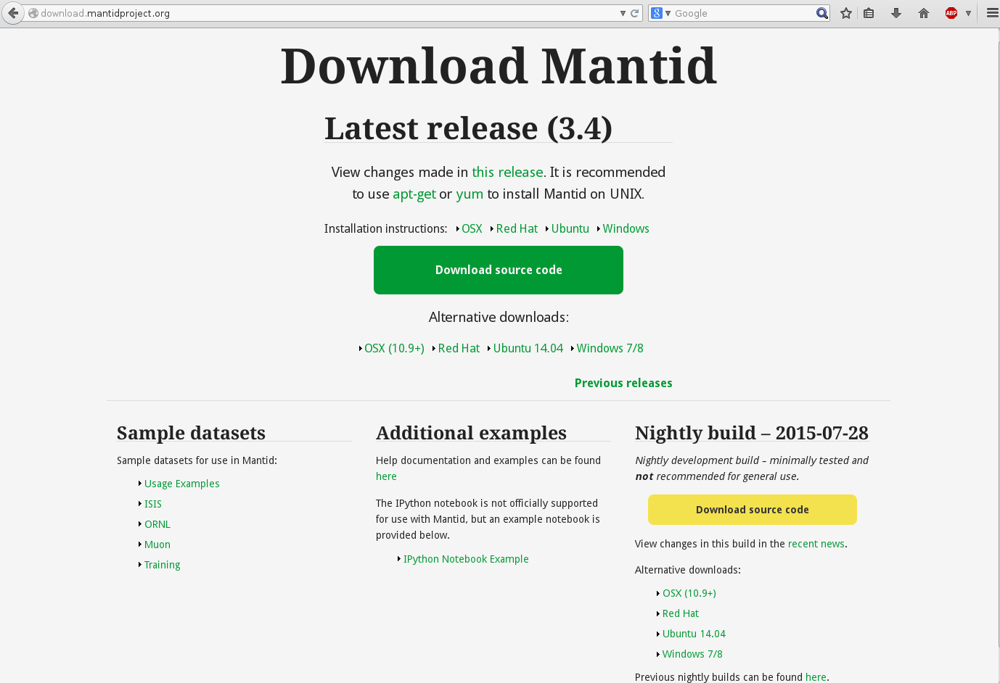 download.mantidproject.org
Google
ABP
Download Mantid
Latest release (3.4)
View changes made in this release. It is recommended
to use apt-get or yum to install Mantid on UNIX.
Installation instructions: OSX Red Hat Ubuntu Windows
Download source code
Alternative downloads:
OSX (10.9+) Red Hat Ubuntu 14.04 Windows 7/8
Previous releases
Sample datasets
Sample datasets for use in Mantid:
Usage Examples
ISIS
ORNL
Muon
Training
Additional examples
Help documentation and examples can be found
here
The IPython notebook is not officially supported
for use with Mantid, but an example notebook is
provided below.
IPython Notebook Example
Nightly build – 2015-07-28
Nightly development build – minimally tested and
not recommended for general use.
Download source code
View changes in this build in the recent news.
Alternative downloads:
OSX (10.9+)
Red Hat
Ubuntu 14.04
Windows 7/8
Previous nightly builds can be found here.